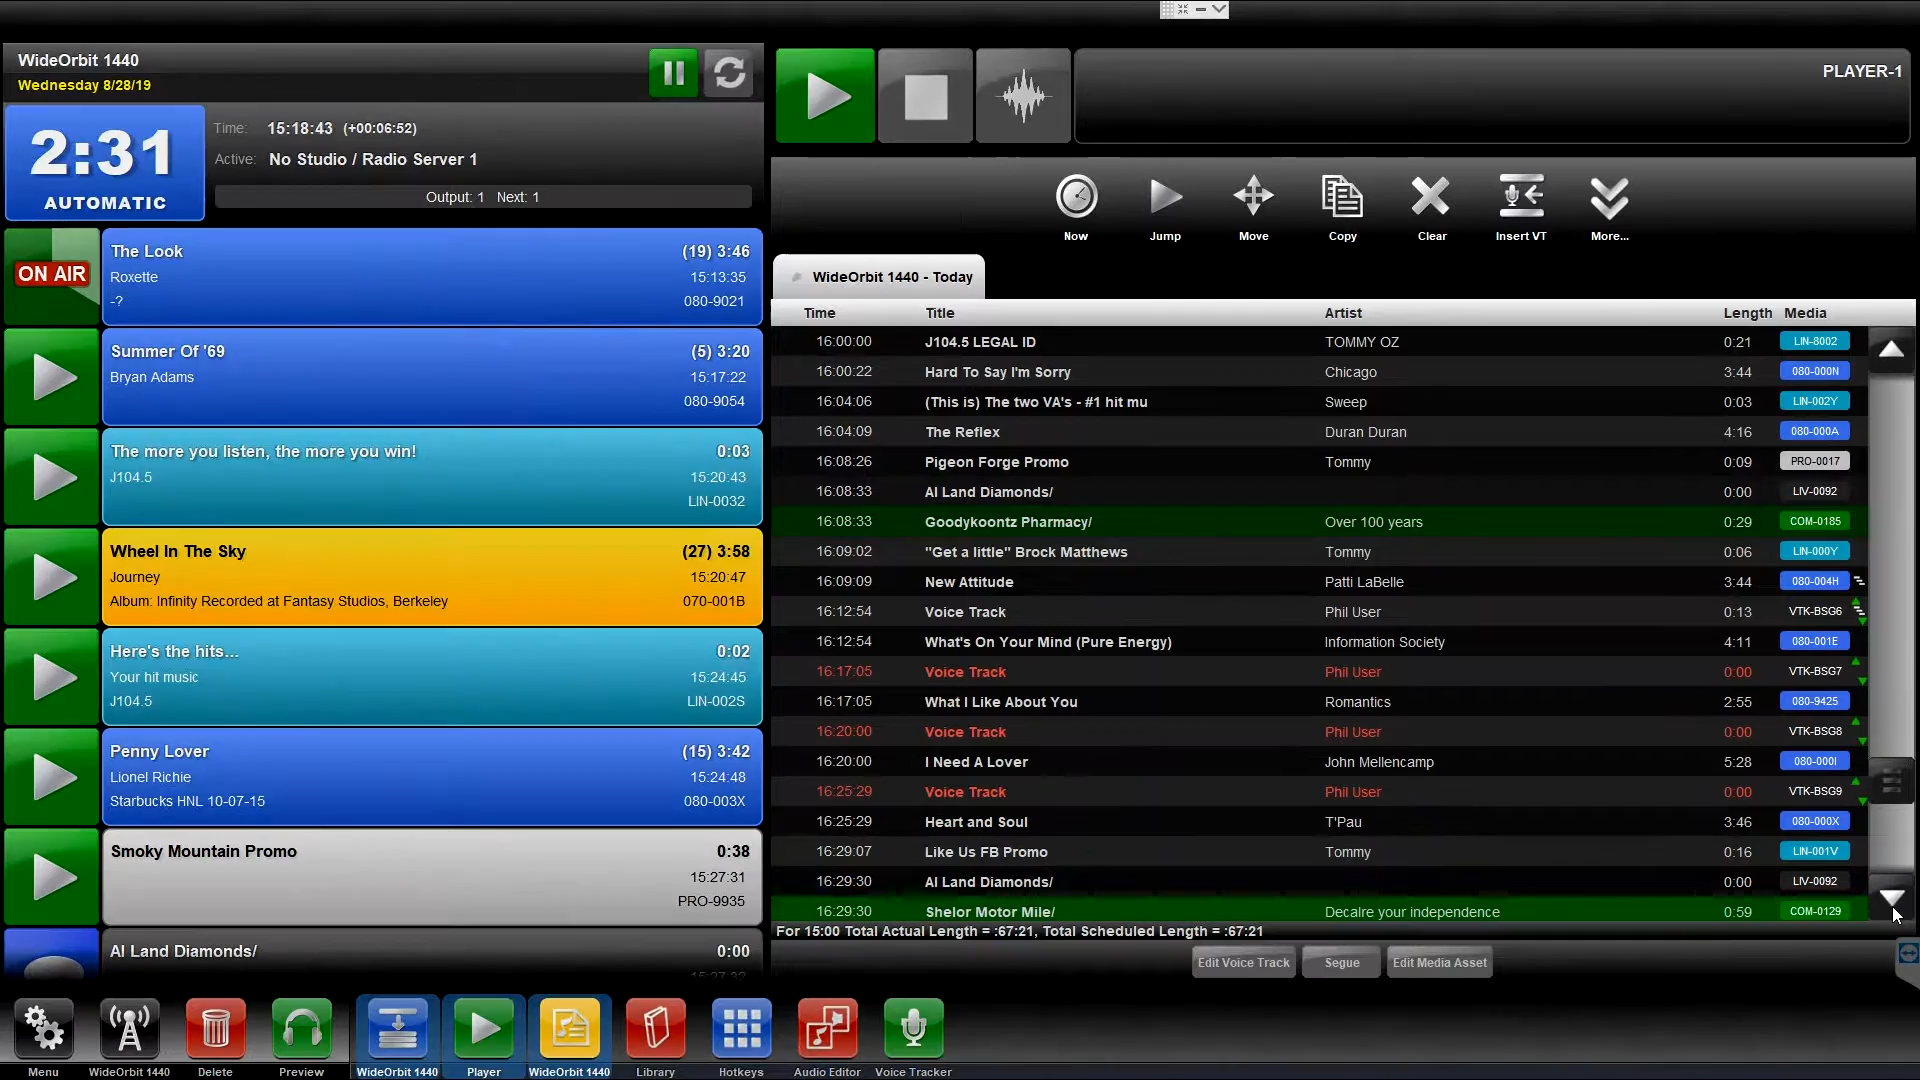 WideOrbit 1440
Wednesday 8/28/19
2:31
AUTOMATIC
Time: 15:18:43 (+00:06:52)
Active: No Studio / Radio Server 1
Output: 1 Next: 1
ON AIR
The Look (19) 3:46
Roxette 15:13:35
-? 080-9021
Summer Of '69 (5) 3:20
Bryan Adams 15:17:22
080-9054
The more you listen, the more you win! 0:03
J104.5 15:20:43
LIN-0032
Wheel In The Sky (27) 3:58
Journey 15:20:47
Album: Infinity Recorded at Fantasy Studios, Berkeley 070-001B
Here's the hits... 0:02
Your hit music 15:24:45
J104.5 LIN-002S
Penny Lover (15) 3:42
Lionel Richie 15:24:48
Starbucks HNL 10-07-15 080-003X
Smoky Mountain Promo 0:38
15:27:31
PRO-9935
Al Land Diamonds/ 0:00
15:27:32
PLAYER-1
Now Jump Move Copy Clear Insert VT More...
WideOrbit 1440 - Today
Time Title Artist Length Media
16:00:00 J104.5 LEGAL ID TOMMY OZ 0:21 LIN-8002
16:00:22 Hard To Say I'm Sorry Chicago 3:44 080-000N
16:04:06 (This is) The two VA's - #1 hit mu Sweep 0:03 LIN-002Y
16:04:09 The Reflex Duran Duran 4:16 080-000A
16:08:26 Pigeon Forge Promo Tommy 0:09 PRO-0017
16:08:33 Al Land Diamonds/ 0:00 LIV-0092
16:08:33 Goodykoontz Pharmacy/ Over 100 years 0:29 COM-0185
16:09:02 "Get a little" Brock Matthews Tommy 0:06 LIN-000Y
16:09:09 New Attitude Patti LaBelle 3:44 080-004H
16:12:54 Voice Track Phil User 0:13 VTK-BSG6
16:12:54 What's On Your Mind (Pure Energy) Information Society 4:11 080-001E
16:17:05 Voice Track Phil User 0:00 VTK-BSG7
16:17:05 What I Like About You Romantics 2:55 080-9425
16:20:00 Voice Track Phil User 0:00 VTK-BSG8
16:20:00 I Need A Lover John Mellencamp 5:28 080-000I
16:25:29 Voice Track Phil User 0:00 VTK-BSG9
16:25:29 Heart and Soul T'Pau 3:46 080-000X
16:29:07 Like Us FB Promo Tommy 0:16 LIN-001V
16:29:30 Al Land Diamonds/ 0:00 LIV-0092
16:29:30 Shelor Motor Mile/ Decalre your independence 0:59 COM-0129
For 15:00 Total Actual Length = :67:21, Total Scheduled Length = :67:21
Edit Voice Track Segue Edit Media Asset
Menu WideOrbit 1440 Delete Preview WideOrbit 1440 Player WideOrbit 1440 Library Hotkeys Audio Editor Voice Tracker